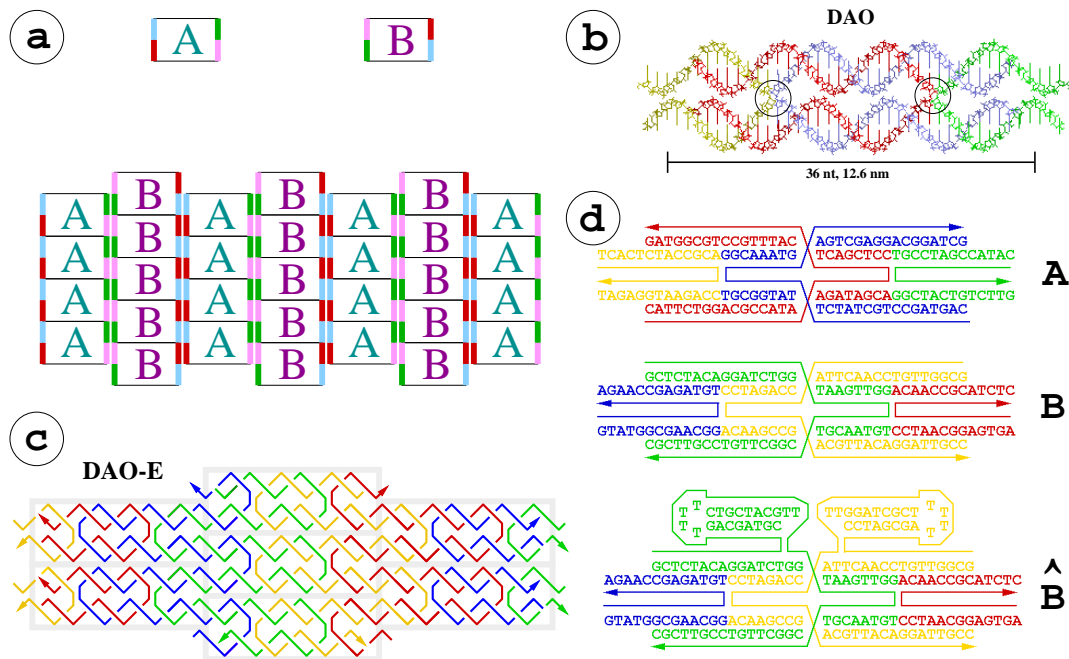 a
A B
B B B
A A A A
B B B
A A A A
B B B
A A A A
B B B
A A A A
B B B
b
DAO
36 nt, 12.6 nm
c
DAO-E
d
GATGGCGTCCGTTTAC AGTCGAGGACGGATCG
TCACTCTACCGCAGGCAAATG TCAGCTCCTGCCTAGCCATAC
A
TAGAGGTAAGACCTGCGGTAT AGATAGCAGGCTACTGTCTTG
CATTCTGGACGCCATA TCTATCGTCCGATGAC
GCTCTACAGGATCTGG ATTCAACCTGTTGGCG
AGAACCGAGATGTCCTAGACC TAAGTTGGACAACCGCATCTC
B
GTATGGCGAACGGACAAGCCG TGCAATGTCCTAACGGAGTGA
CGCTTGCCTGTTCGGC ACGTTACAGGATTGCC
T T CTGCTACGTT TTGGATCGCT T T
T T GACGATGC CCTAGCGA T T
GCTCTACAGGATCTGG ATTCAACCTGTTGGCG
AGAACCGAGATGTCCTAGACC TAAGTTGGACAACCGCATCTC
B̂
GTATGGCGAACGGACAAGCCG TGCAATGTCCTAACGGAGTGA
CGCTTGCCTGTTCGGC ACGTTACAGGATTGCC